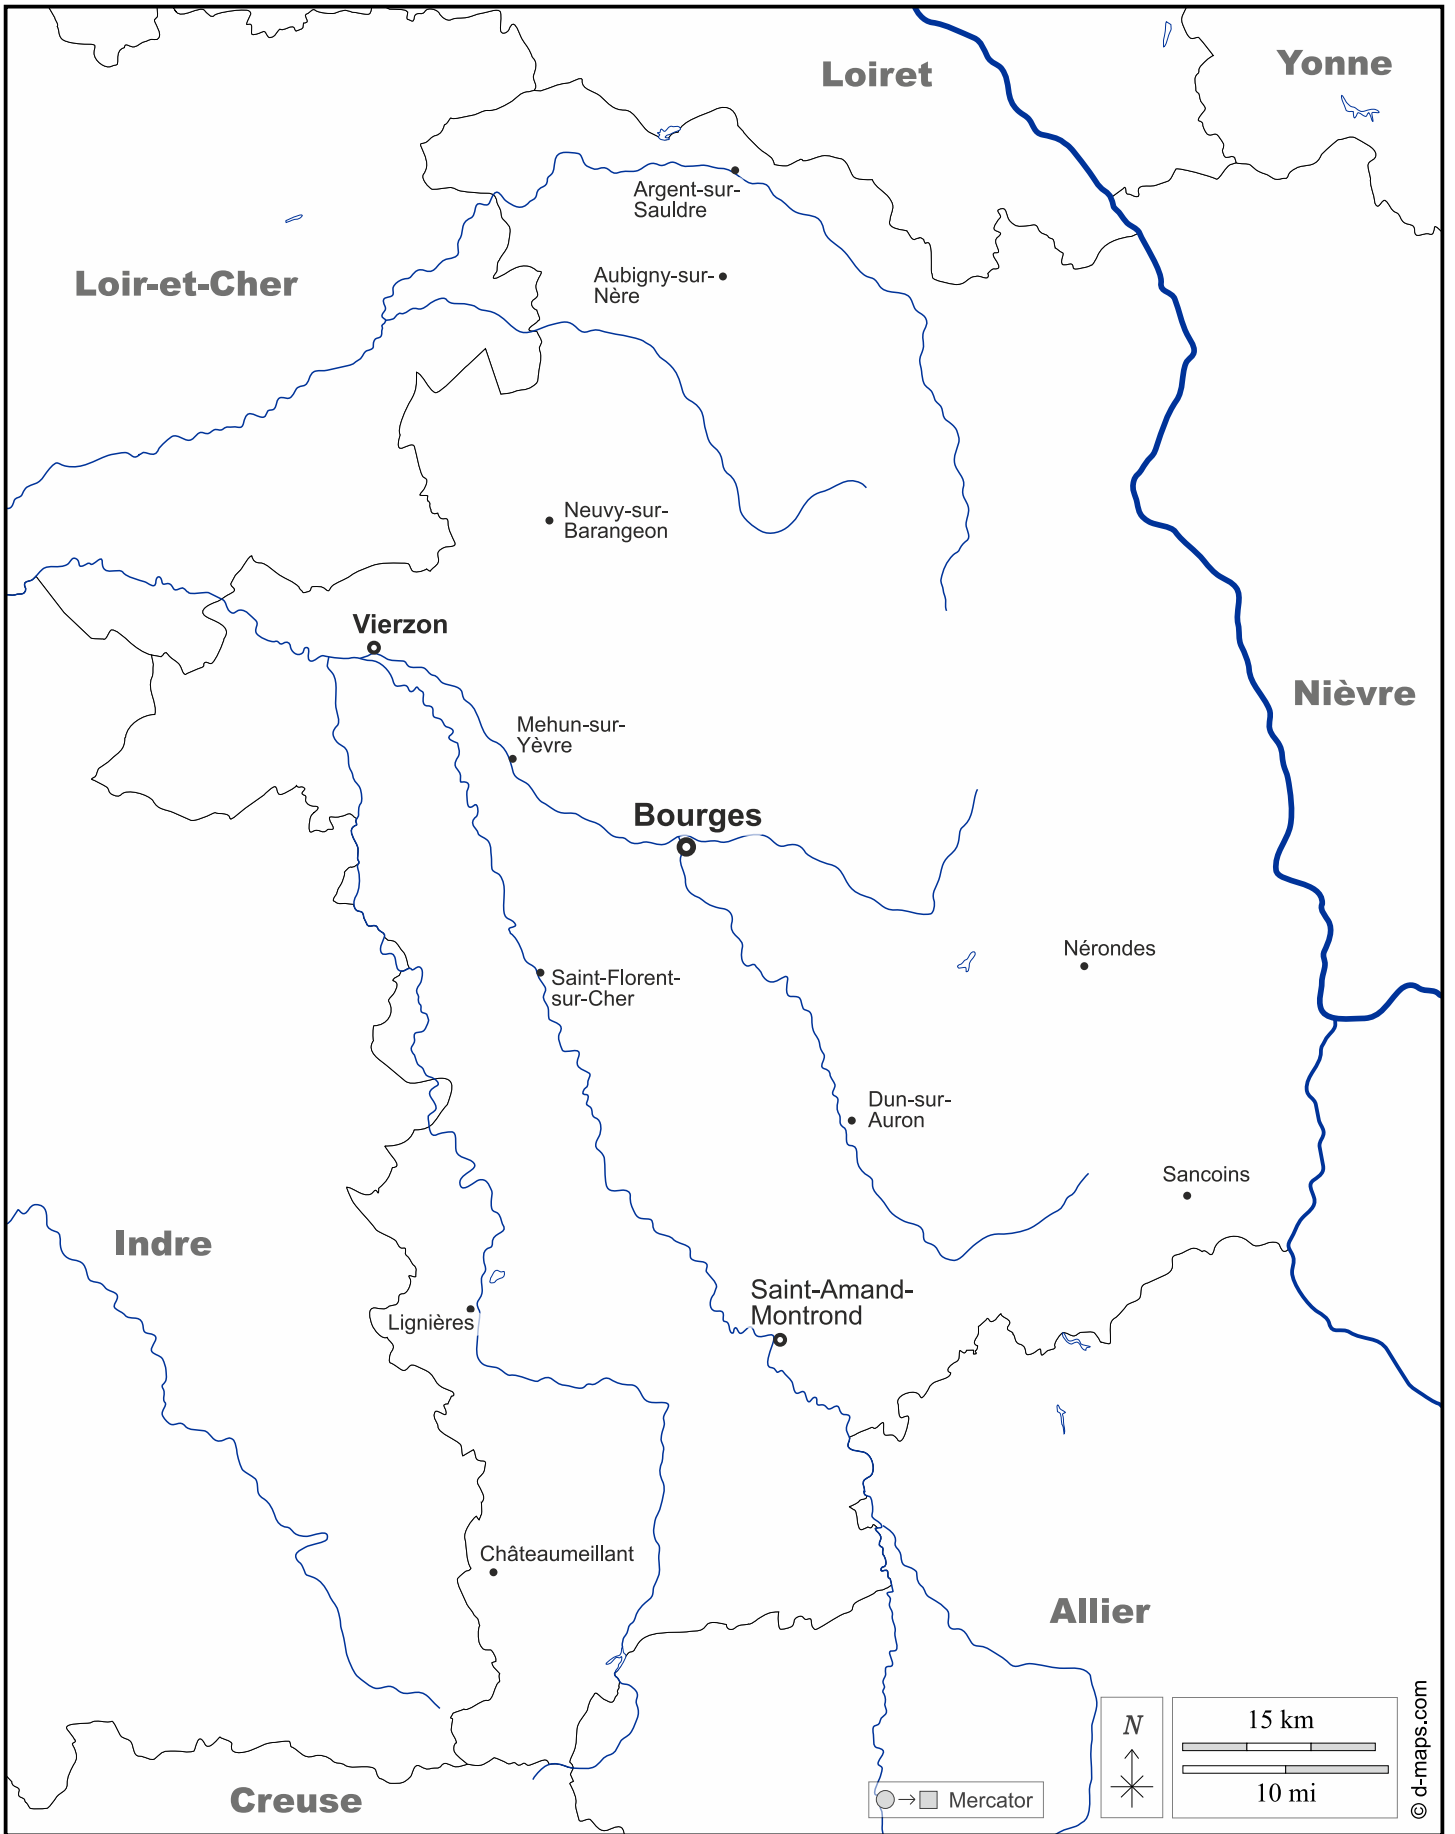 Loiret
Yonne
Argent-sur-
Sauldre
Loir-et-Cher
Aubigny-sur-
Nère
Neuvy-sur-
Barangeon
Vierzon
Nièvre
Mehun-sur-
Yèvre
Bourges
Nérondes
Saint-Florent-
sur-Cher
Dun-sur-
Auron
Sancoins
Indre
Saint-Amand-
Montrond
Lignières
Châteaumeillant
Allier
N
15 km
10 mi
Creuse
Mercator
© d-maps.com